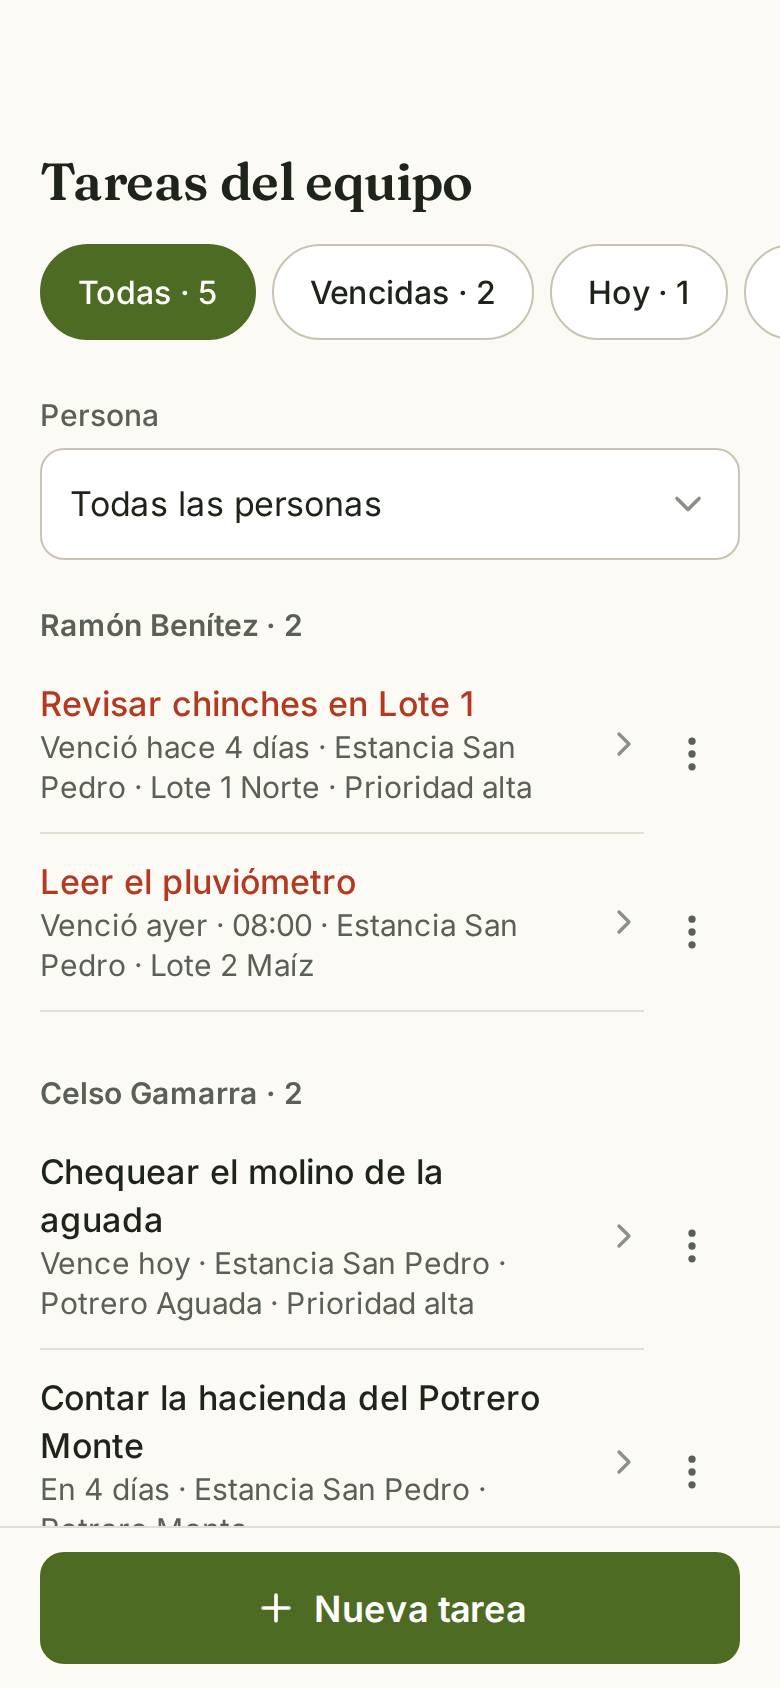 Tareas del equipo
Todas · 5
Vencidas · 2
Hoy · 1
Persona
Todas las personas
Ramón Benítez · 2
Revisar chinches en Lote 1
Venció hace 4 días · Estancia San
Pedro · Lote 1 Norte · Prioridad alta
Leer el pluviómetro
Venció ayer · 08:00 · Estancia San
Pedro · Lote 2 Maíz
Celso Gamarra · 2
Chequear el molino de la
aguada
Vence hoy · Estancia San Pedro ·
Potrero Aguada · Prioridad alta
Contar la hacienda del Potrero
Monte
En 4 días · Estancia San Pedro ·
Potrero Monte
Nueva tarea